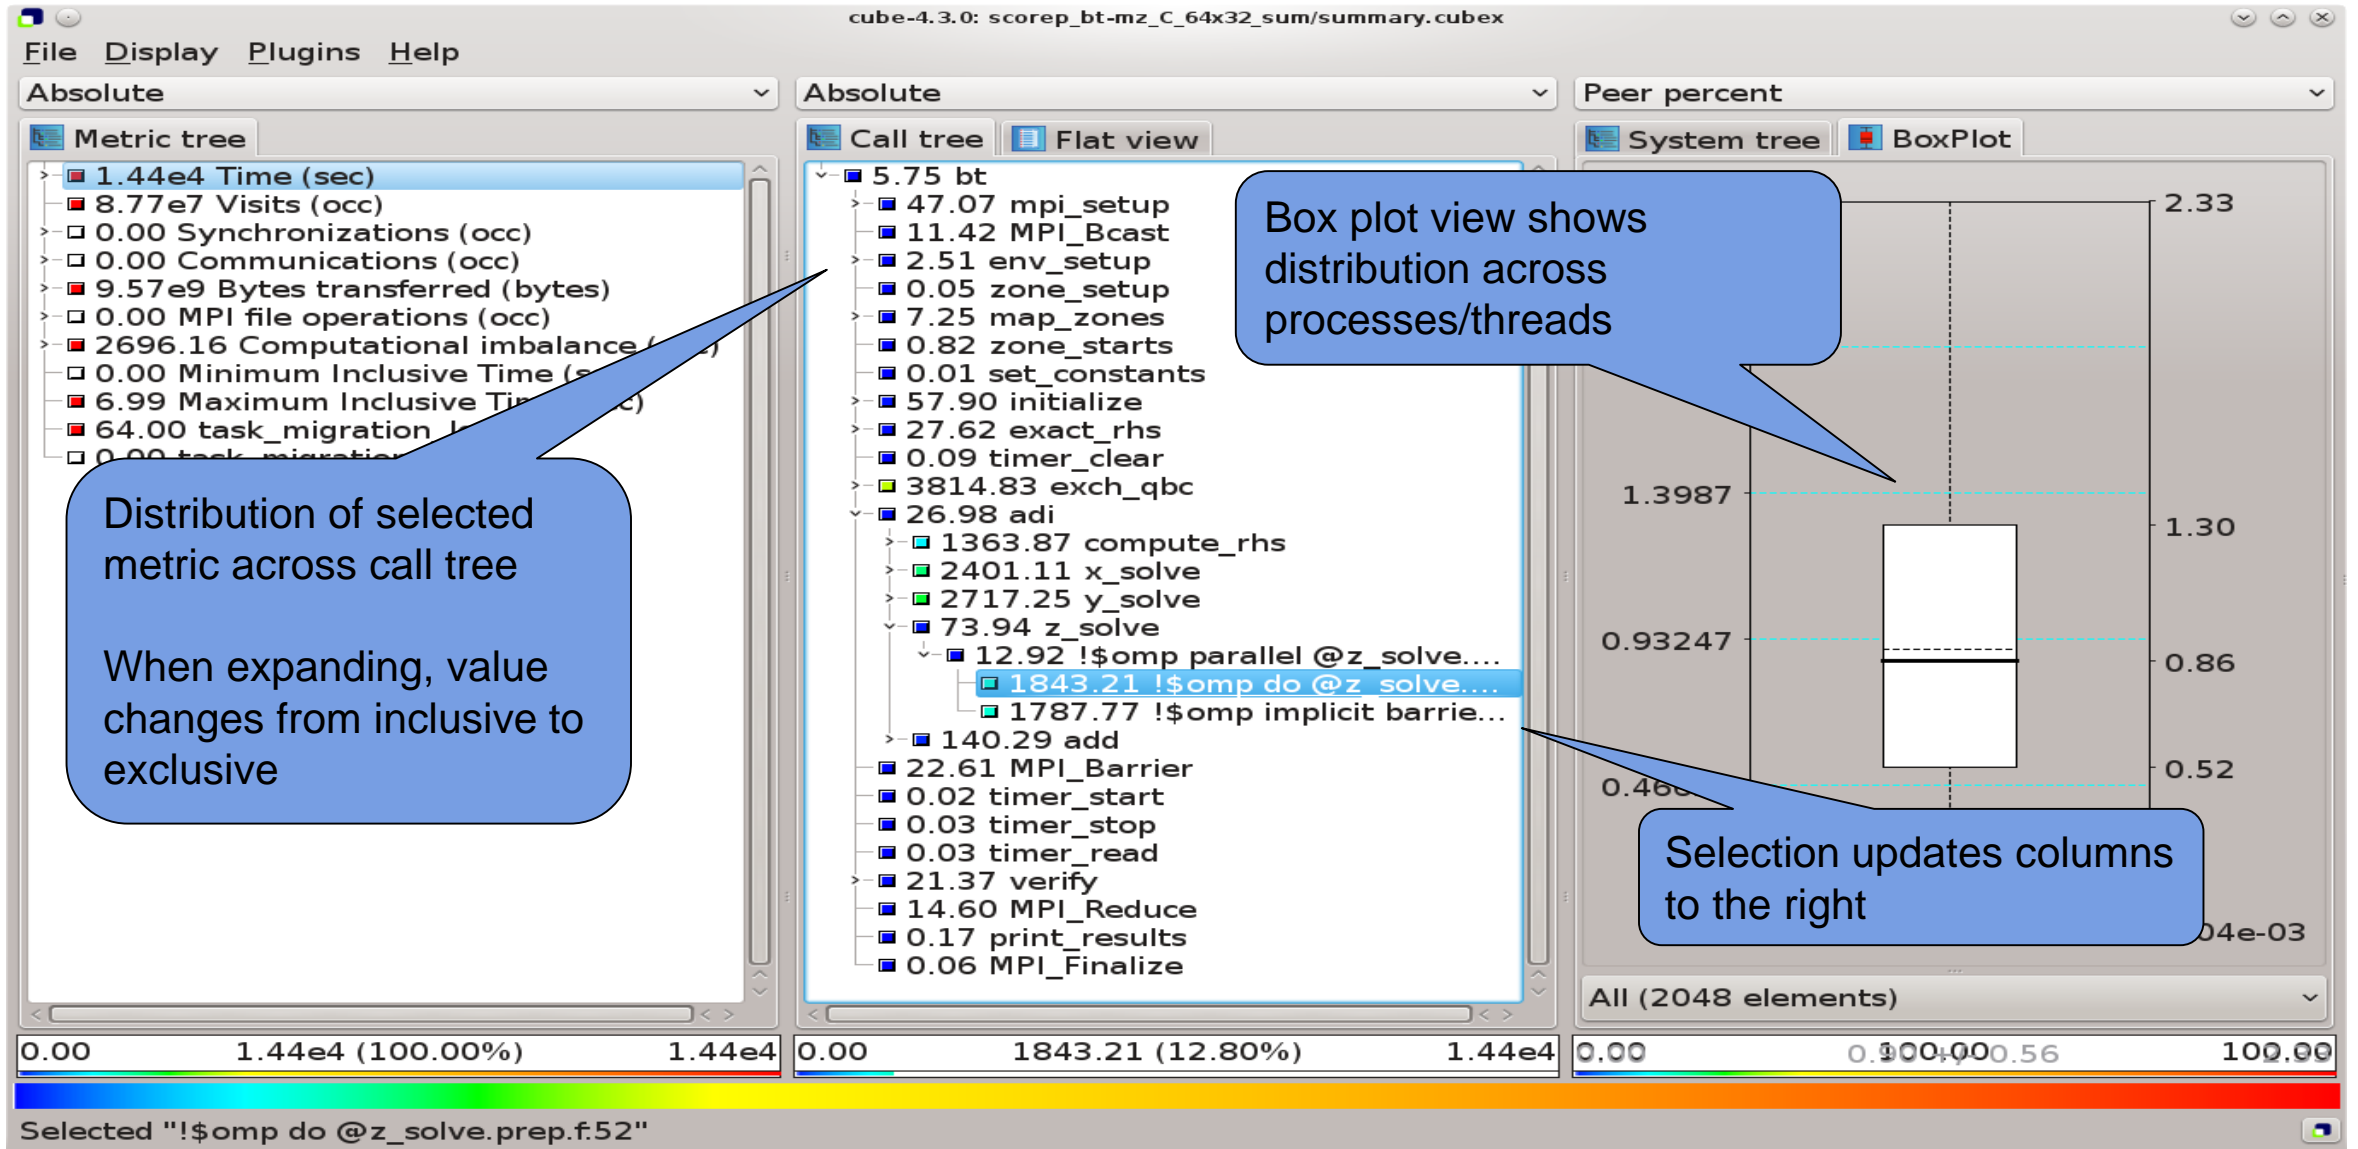 cube-4.3.0: scorep_bt-mz_C_64x32_sum/summary.cubex
File Display Plugins Help
Absolute
Metric tree
1.44e4 Time (sec)
8.77e7 Visits (occ)
0.00 Synchronizations (occ)
0.00 Communications (occ)
9.57e9 Bytes transferred (bytes)
0.00 MPI file operations (occ)
2696.16 Computational imbalance
0.00 Minimum Inclusive Time
6.99 Maximum Inclusive
64.00 task_migration
0.00 task_migration
Distribution of selected
metric across call tree
When expanding, value
changes from inclusive to
exclusive
0.00 1.44e4 (100.00%) 1.44e4
Absolute
Call tree Flat view
5.75 bt
47.07 mpi_setup
11.42 MPI_Bcast
2.51 env_setup
0.05 zone_setup
7.25 map_zones
0.82 zone_starts
0.01 set_constants
57.90 initialize
27.62 exact_rhs
0.09 timer_clear
3814.83 exch_qbc
26.98 adi
1363.87 compute_rhs
2401.11 x_solve
2717.25 y_solve
73.94 z_solve
12.92 !$omp parallel @z_solve....
1843.21 !$omp do @z_solve....
1787.77 !$omp implicit barrie...
140.29 add
22.61 MPI_Barrier
0.02 timer_start
0.03 timer_stop
0.03 timer_read
21.37 verify
14.60 MPI_Reduce
0.17 print_results
0.06 MPI_Finalize
0.00 1843.21 (12.80%) 1.44e4
Peer percent
System tree BoxPlot
Box plot view shows
distribution across
processes/threads
2.33
1.3987
1.30
0.93247
0.86
0.52
Selection updates columns
to the right
All (2048 elements)
0.00 100.00 100.00
Selected "!$omp do @z_solve.prep.f:52"